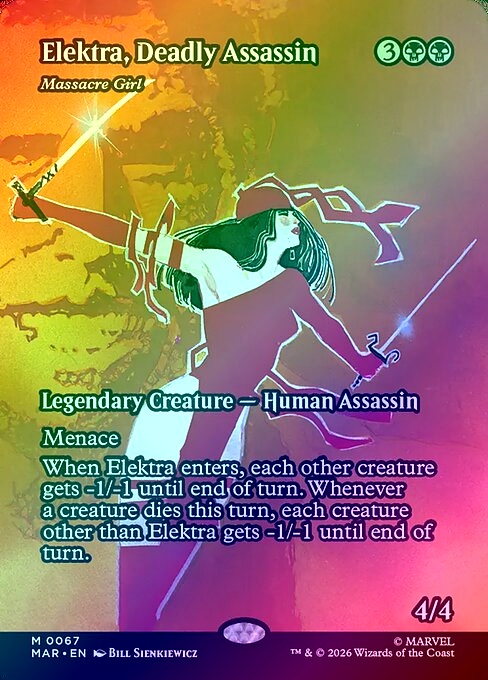 Elektra, Deadly Assassin 3
Massacre Girl
Legendary Creature — Human Assassin
Menace
When Elektra enters, each other creature
gets -1/-1 until end of turn. Whenever
a creature dies this turn, each creature
other than Elektra gets -1/-1 until end of
turn.
4/4
M 0067
MAR • EN Bill Sienkiewicz
© MARVEL
™ & © 2026 Wizards of the Coast